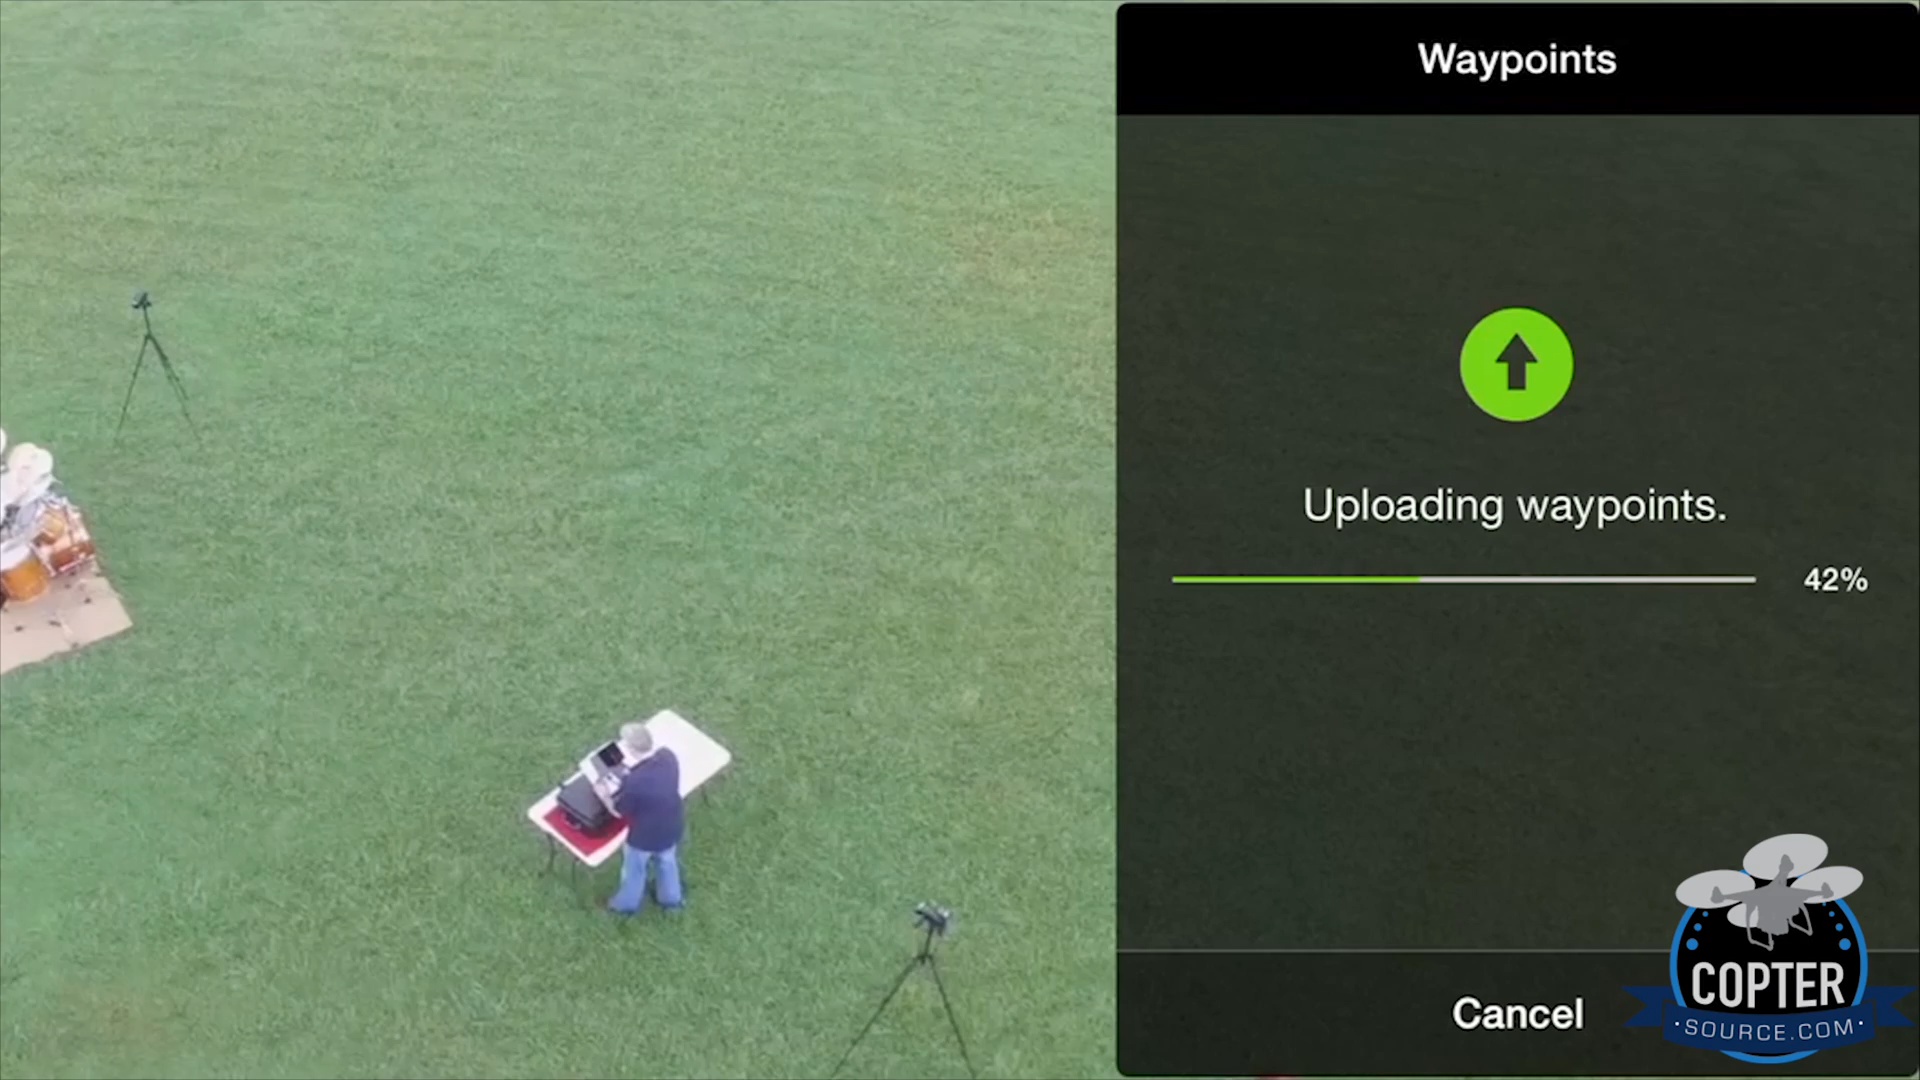 Waypoints
Uploading waypoints.
42%
Cancel
COPTER
·SOURCE.COM·